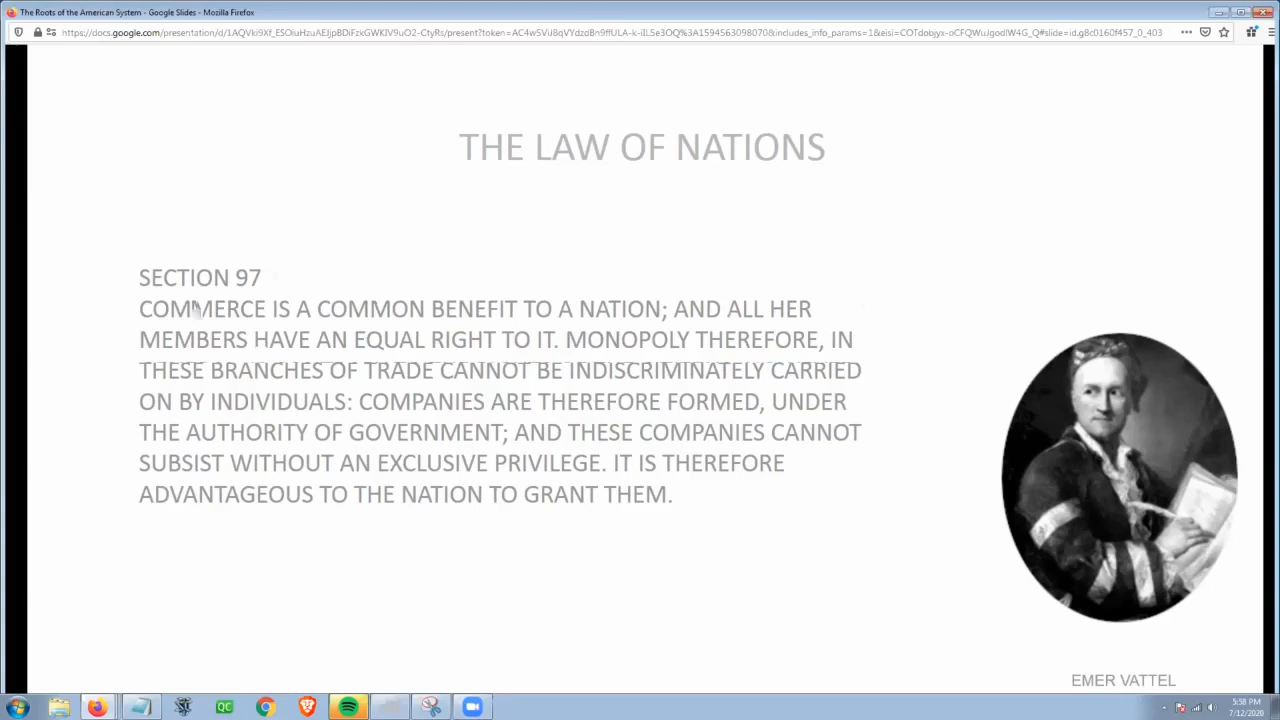 The Roots of the American System - Google Slides - Mozilla Firefox
THE LAW OF NATIONS
SECTION 97
COMMERCE IS A COMMON BENEFIT TO A NATION; AND ALL HER
MEMBERS HAVE AN EQUAL RIGHT TO IT. MONOPOLY THEREFORE, IN
THESE BRANCHES OF TRADE CANNOT BE INDISCRIMINATELY CARRIED
ON BY INDIVIDUALS: COMPANIES ARE THEREFORE FORMED, UNDER
THE AUTHORITY OF GOVERNMENT; AND THESE COMPANIES CANNOT
SUBSIST WITHOUT AN EXCLUSIVE PRIVILEGE. IT IS THEREFORE
ADVANTAGEOUS TO THE NATION TO GRANT THEM.
EMER VATTEL
QC
5:58 PM
7/12/2020